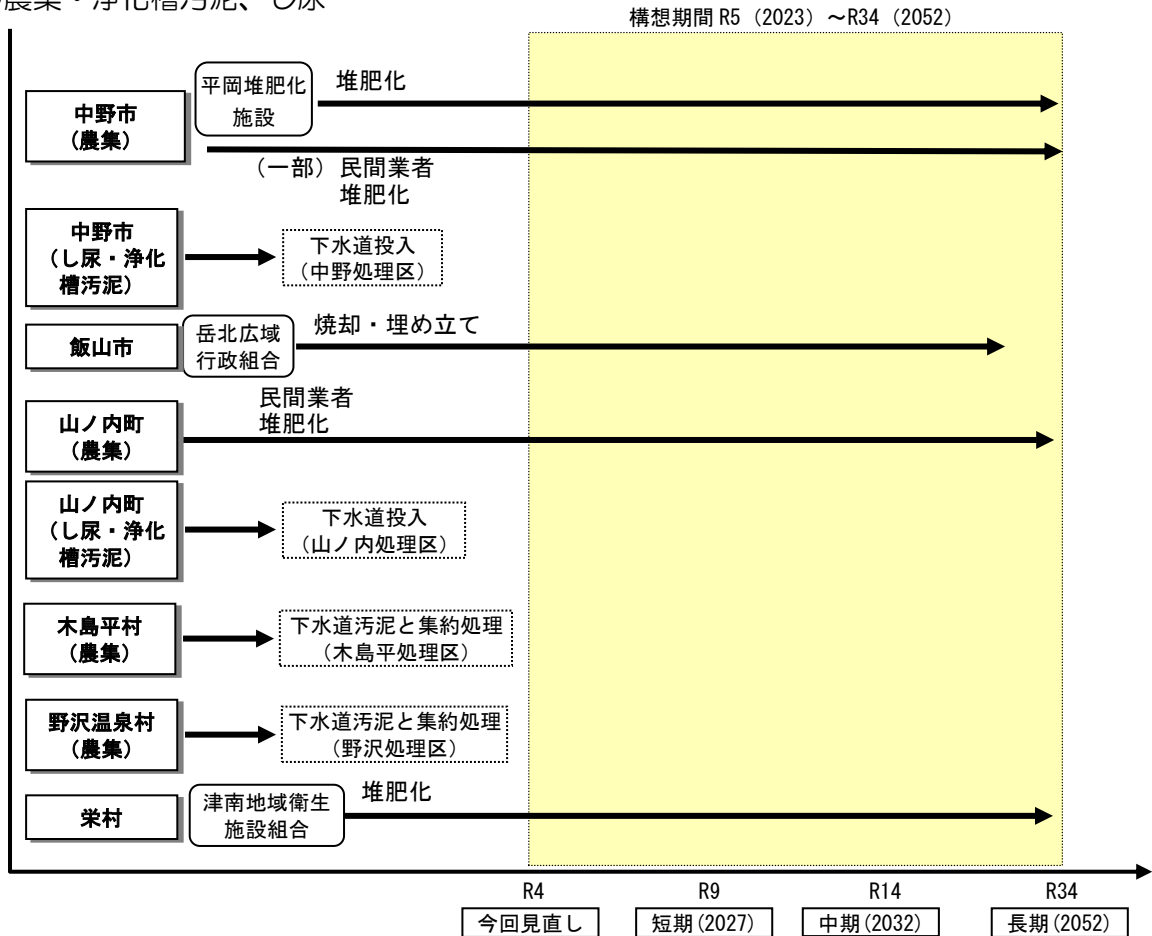 農業・浄化槽汚泥、し尿
構想期間 R5（2023）～R34（2052）
中野市
（農集）
平岡堆肥化
施設
堆肥化
（一部）民間業者
堆肥化
中野市
（し尿・浄化
槽汚泥）
下水道投入
（中野処理区）
飯山市
岳北広域
行政組合
焼却・埋め立て
山ノ内町
（農集）
民間業者
堆肥化
山ノ内町
（し尿・浄化
槽汚泥）
下水道投入
（山ノ内処理区）
木島平村
（農集）
下水道汚泥と集約処理
（木島平処理区）
野沢温泉村
（農集）
下水道汚泥と集約処理
（野沢処理区）
栄村
津南地域衛生
施設組合
堆肥化
R4 R9 R14 R34
今回見直し 短期(2027) 中期(2032) 長期(2052)